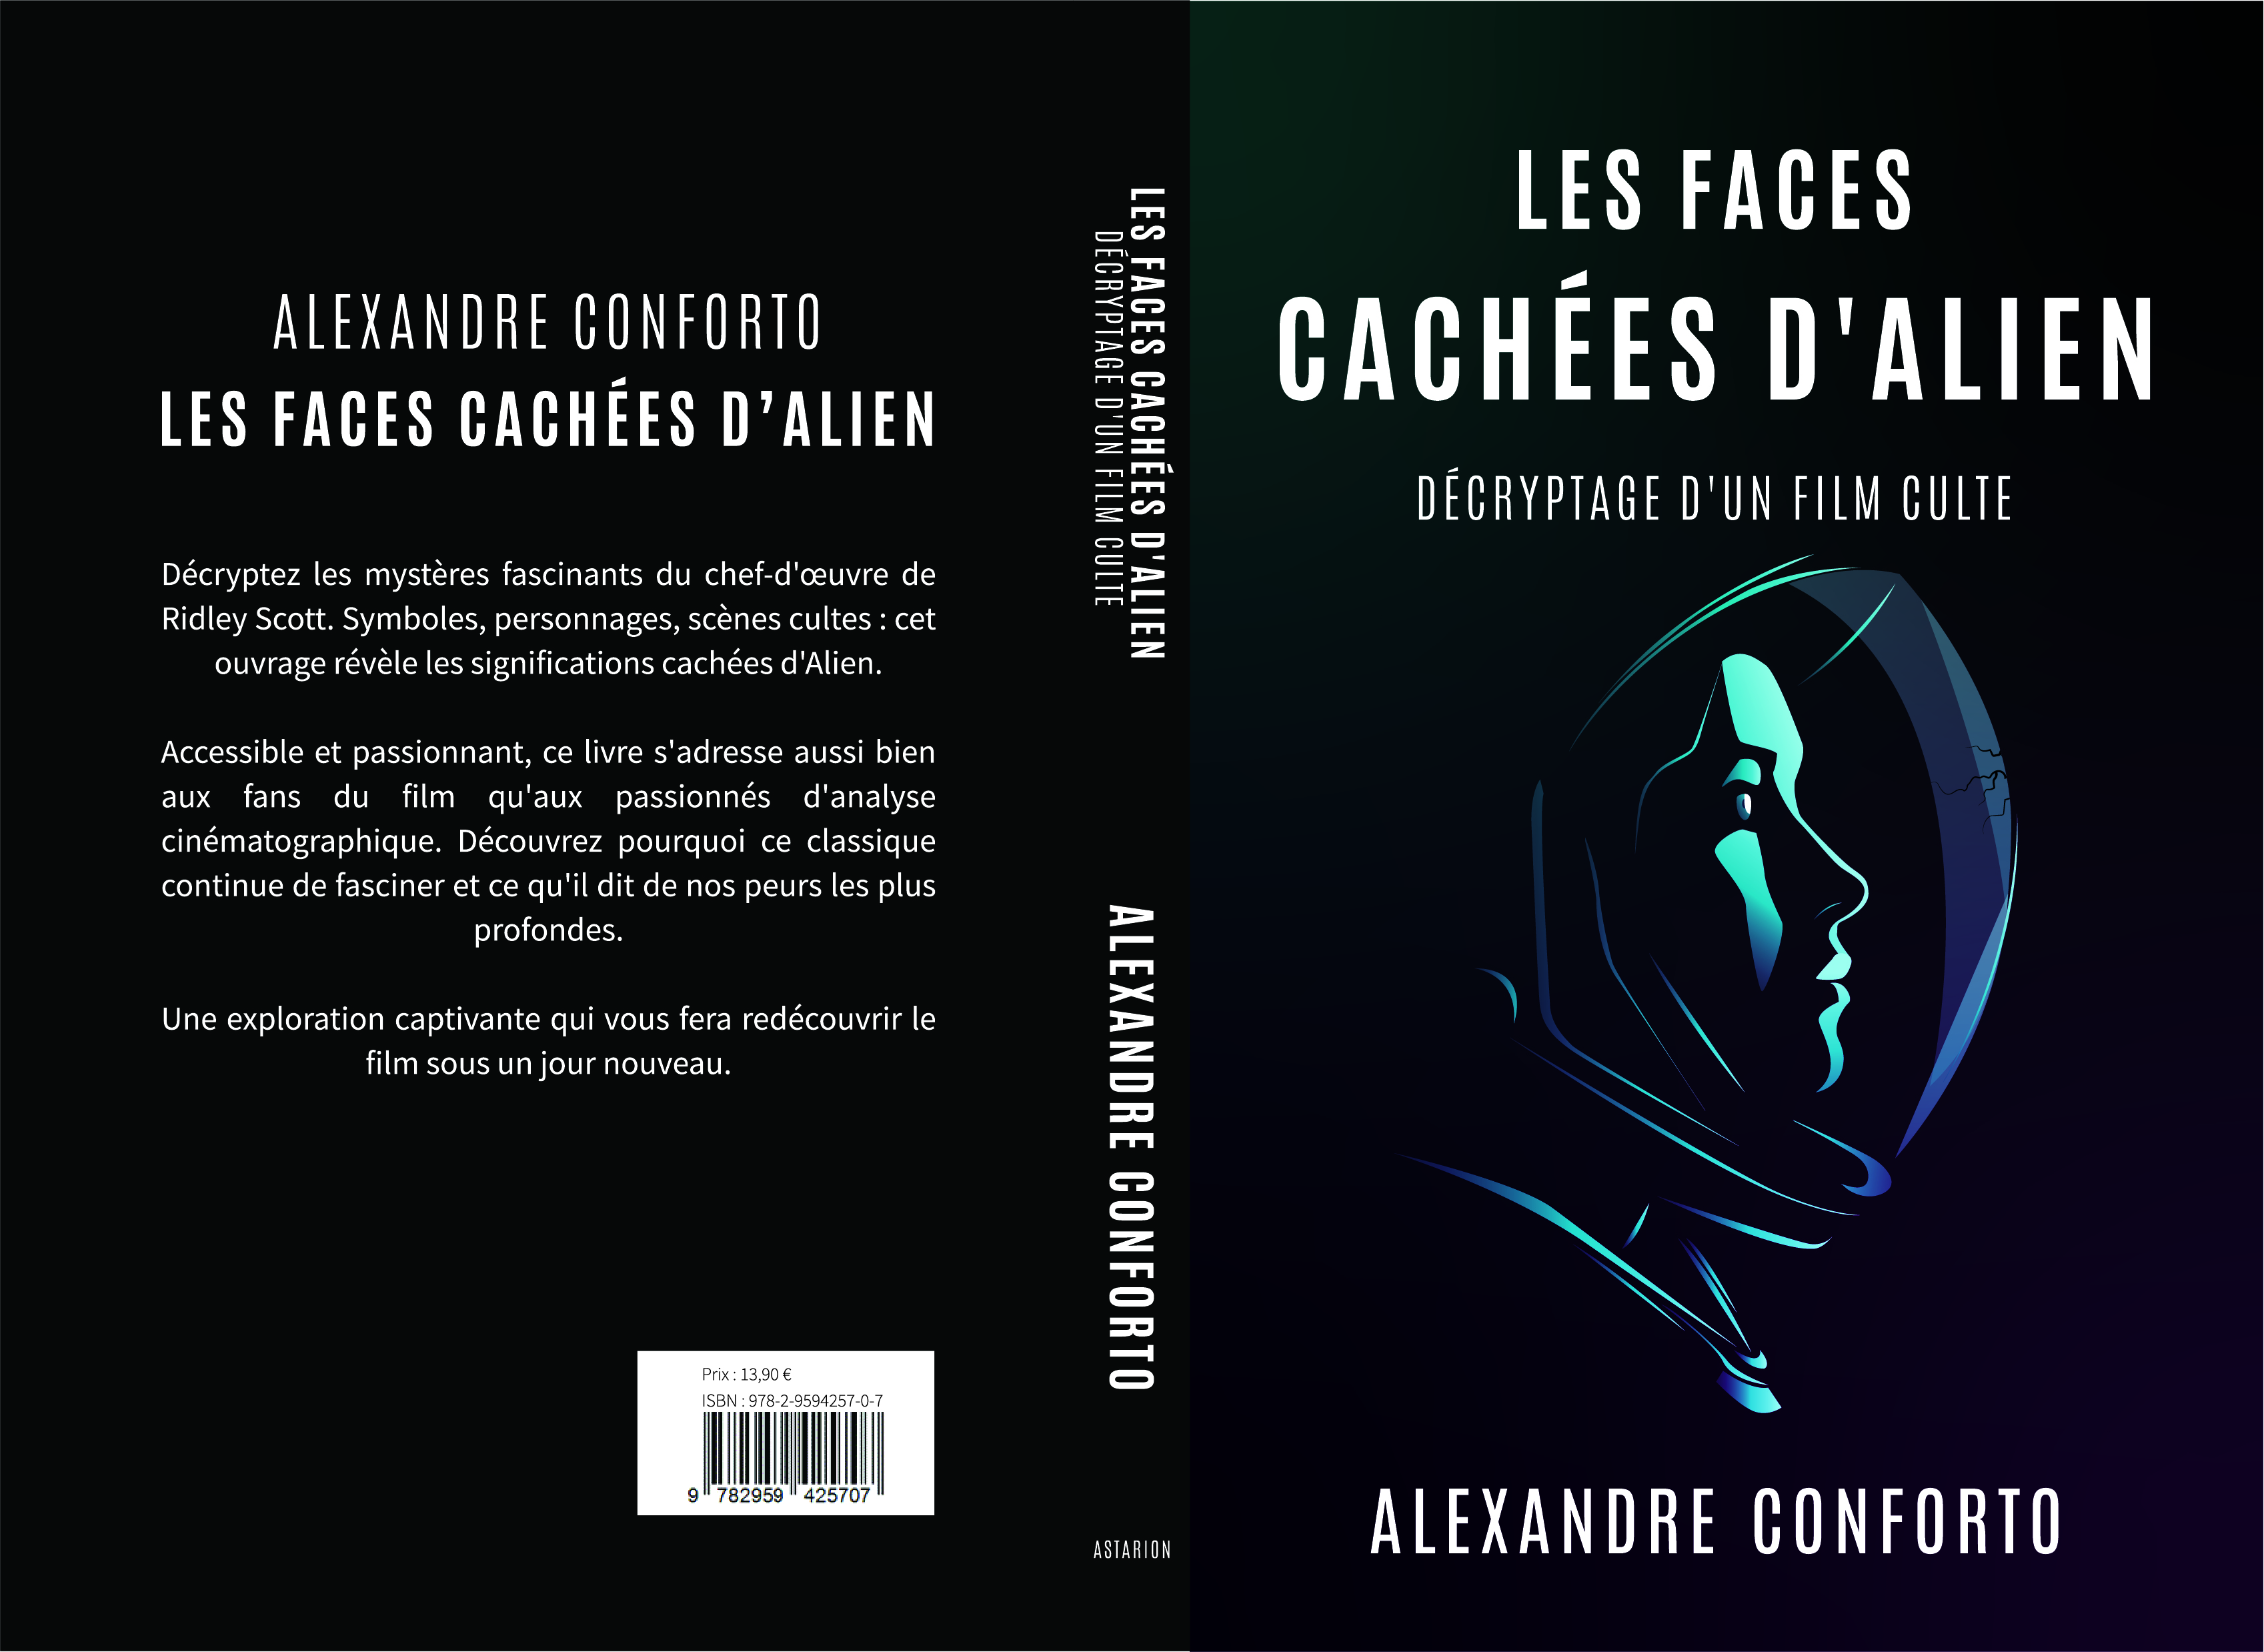 ALEXANDRE CONFORTO
LES FACES CACHÉES D’ALIEN
Décryptez les mystères fascinants du chef-d'œuvre de
Ridley Scott. Symboles, personnages, scènes cultes : cet
ouvrage révèle les significations cachées d'Alien.
Accessible et passionnant, ce livre s'adresse aussi bien
aux fans du film qu'aux passionnés d'analyse
cinématographique. Découvrez pourquoi ce classique
continue de fasciner et ce qu'il dit de nos peurs les plus
profondes.
Une exploration captivante qui vous fera redécouvrir le
film sous un jour nouveau.
Prix : 13,90 €
ISBN : 978-2-9594257-0-7
9 782959 425707
LES FACES CACHÉES D'ALIEN
DÉCRYPTAGE D'UN FILM CULTE
ALEXANDRE CONFORTO
ASTARION
LES FACES
CACHÉES D'ALIEN
DÉCRYPTAGE D'UN FILM CULTE
ALEXANDRE CONFORTO